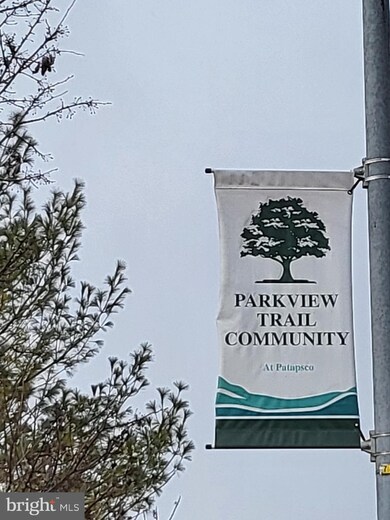 PARKVIEW
TRAIL
COMMUNITY
At Patapsco
bright MLS